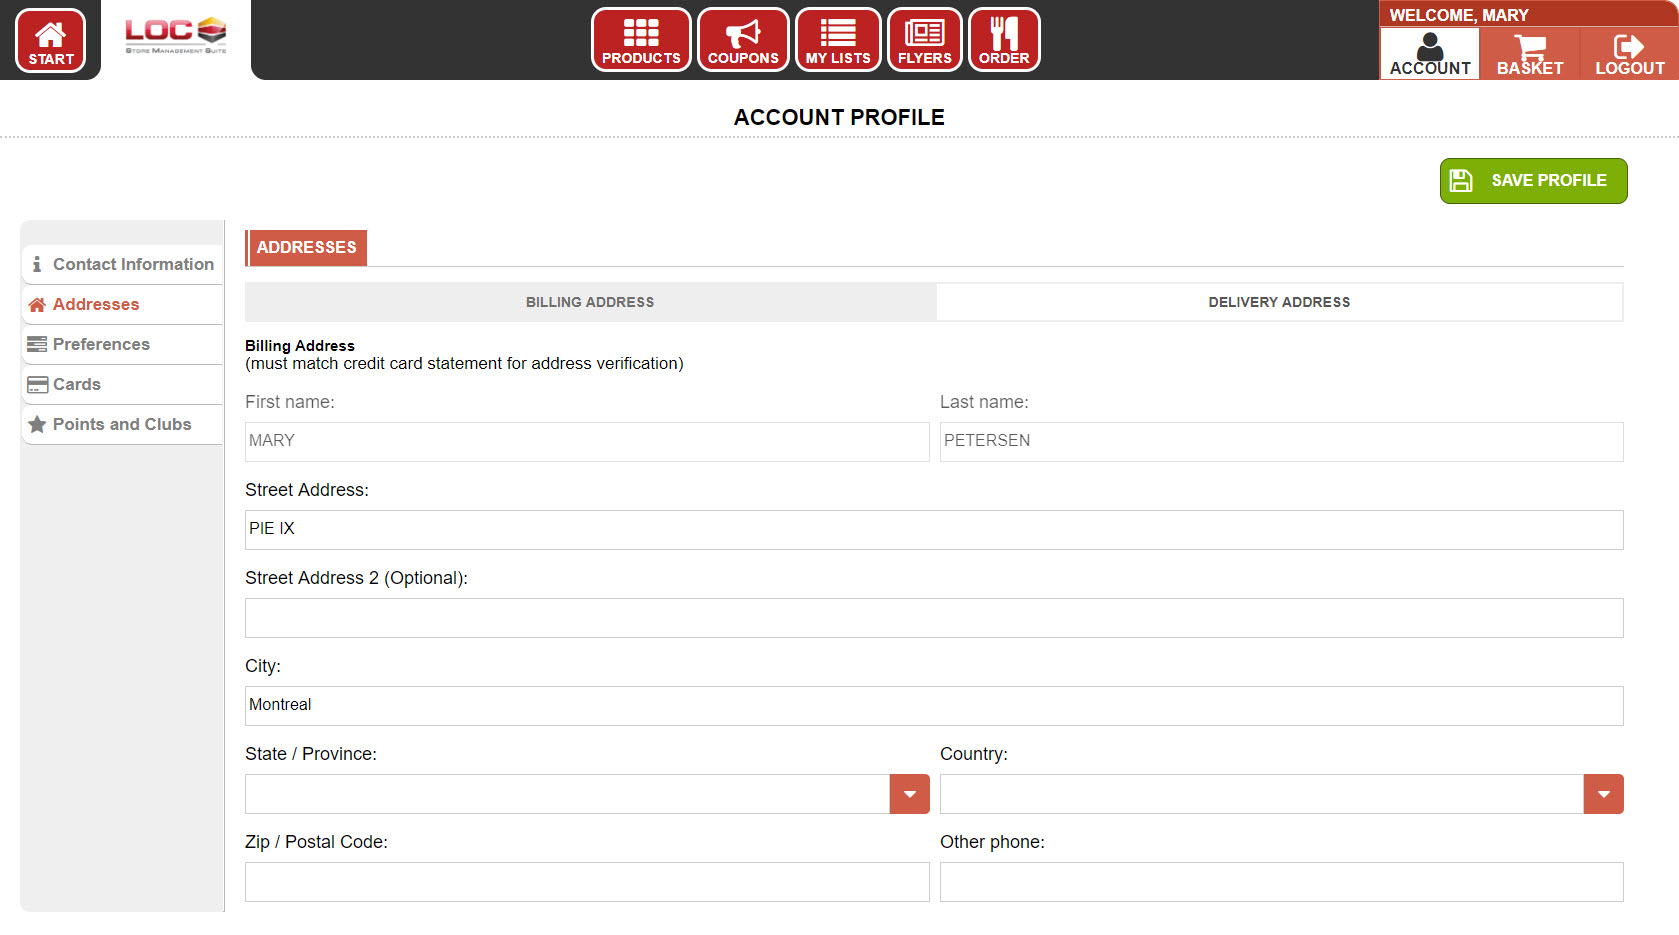 START
LOC
STORE MANAGEMENT SUITE
PRODUCTS
COUPONS
MY LISTS
FLYERS
ORDER
WELCOME, MARY
ACCOUNT
BASKET
LOGOUT
ACCOUNT PROFILE
SAVE PROFILE
Contact Information
Addresses
Preferences
Cards
Points and Clubs
ADDRESSES
BILLING ADDRESS
DELIVERY ADDRESS
Billing Address
(must match credit card statement for address verification)
First name:
Last name:
MARY
PETERSEN
Street Address:
PIE IX
Street Address 2 (Optional):
City:
Montreal
State / Province:
Country:
Zip / Postal Code:
Other phone: